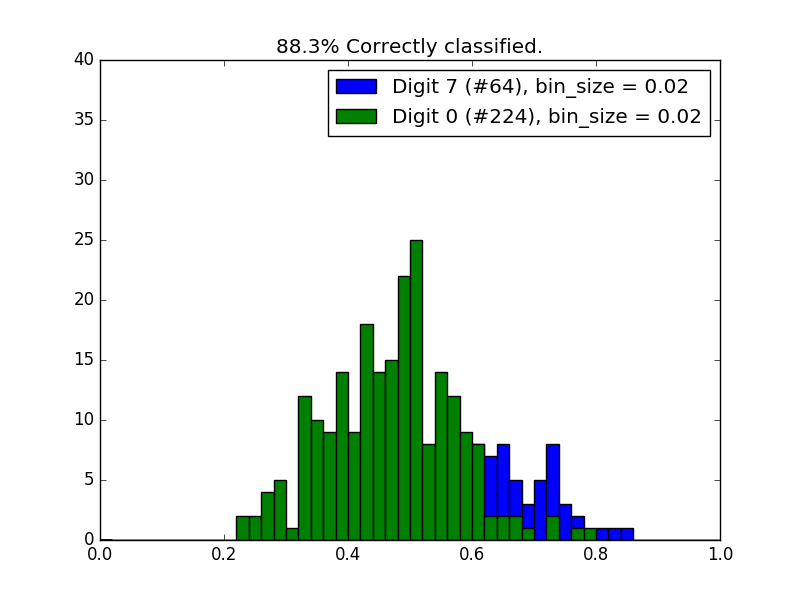 88.3% Correctly classified.
40
Digit 7 (#64), bin_size = 0.02
Digit 0 (#224), bin_size = 0.02
35
30
25
20
15
10
5
0
0.0 0.2 0.4 0.6 0.8 1.0